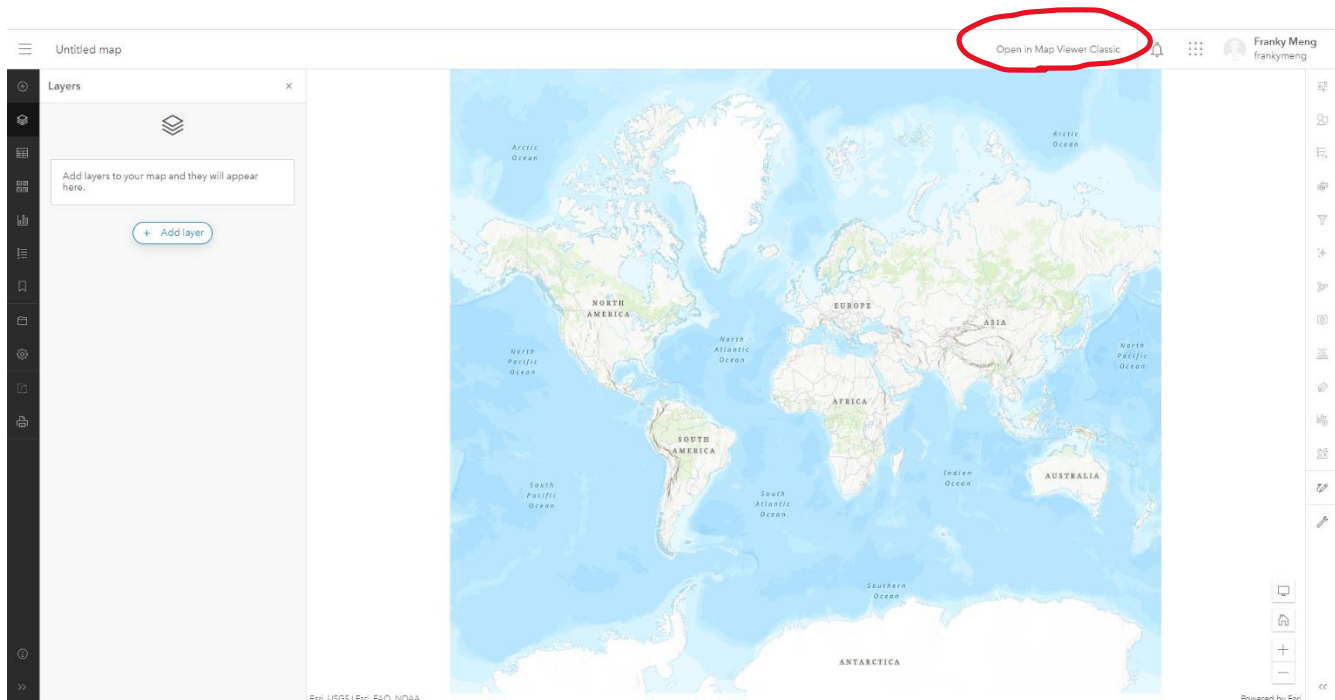 Untitled map
Open in Map Viewer Classic
Franky Meng
frankymeng
Layers
Add layers to your map and they will appear
here.
+ Add layer
Arctic
Ocean
Arctic
Ocean
NORTH
AMERICA
EUROPE
ASIA
North
Pacific
Ocean
North
Atlantic
Ocean
North
Pacific
Ocean
AFRICA
SOUTH
AMERICA
Indian
Ocean
AUSTRALIA
South
Pacific
Ocean
South
Atlantic
Ocean
Southern
Ocean
ANTARCTICA
Esri, USGS | Esri, FAO, NOAA
Powered by Esri